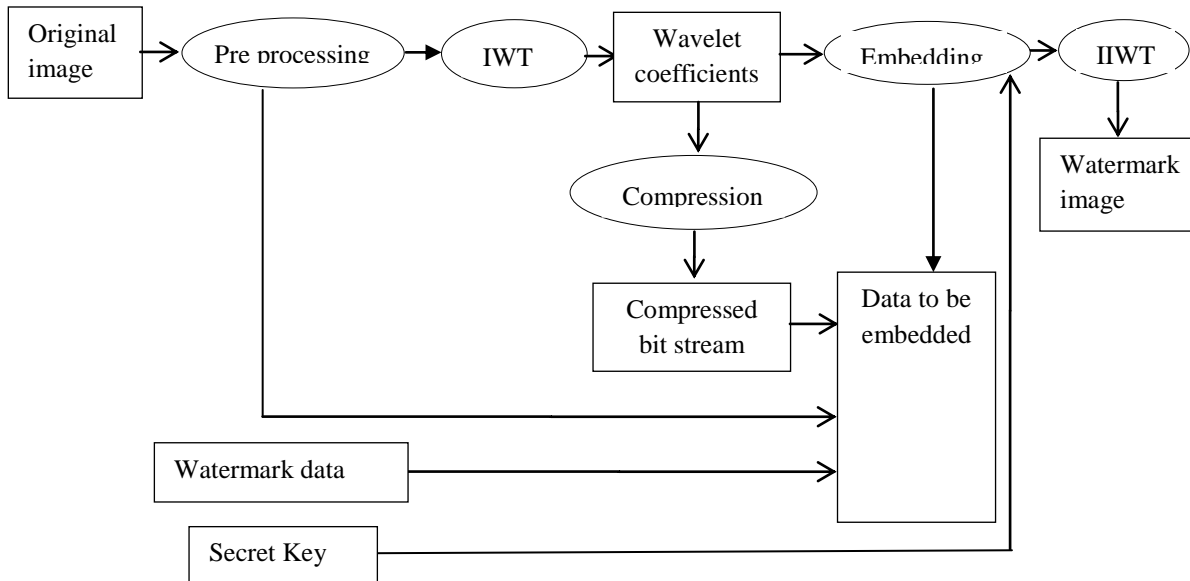 Original
image
Pre processing
IWT
Wavelet
coefficients
Embedding
IIWT
Watermark
image
Compression
Compressed
bit stream
Data to be
embedded
Watermark data
Secret Key